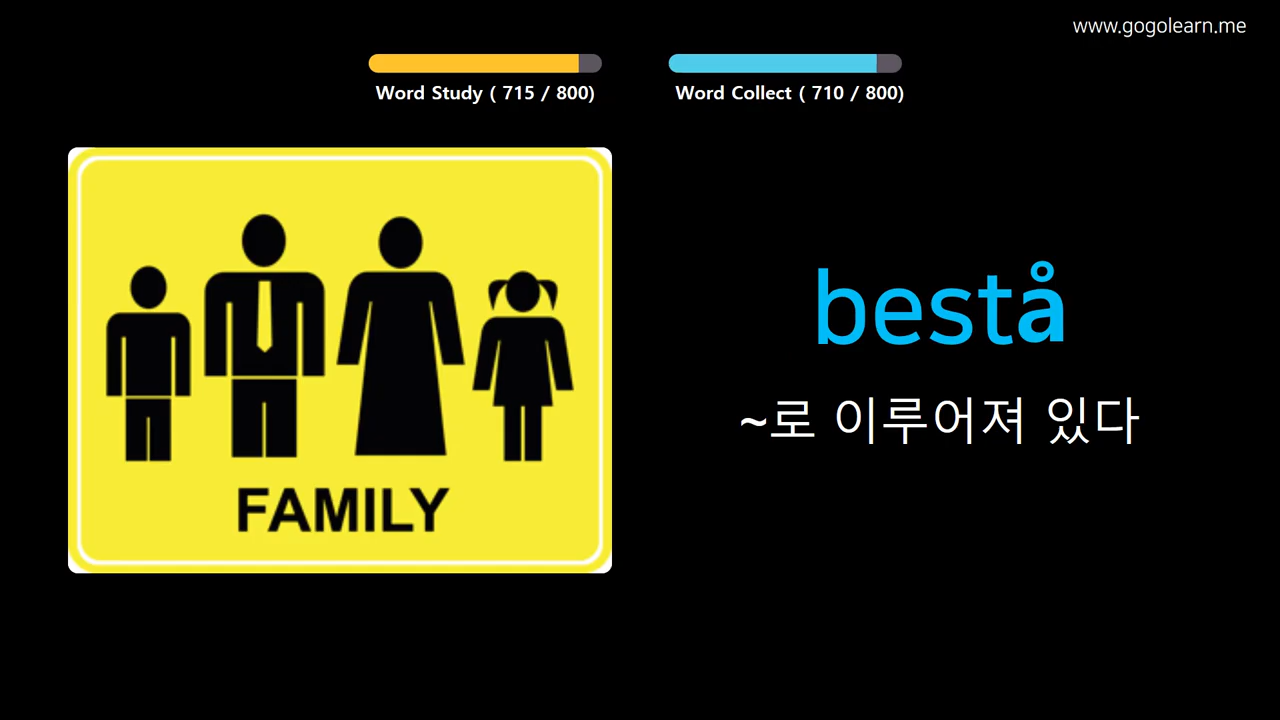 www.gogolearn.me
Word Study ( 715 / 800)
Word Collect ( 710 / 800)
FAMILY
bestå
~로 이루어져 있다